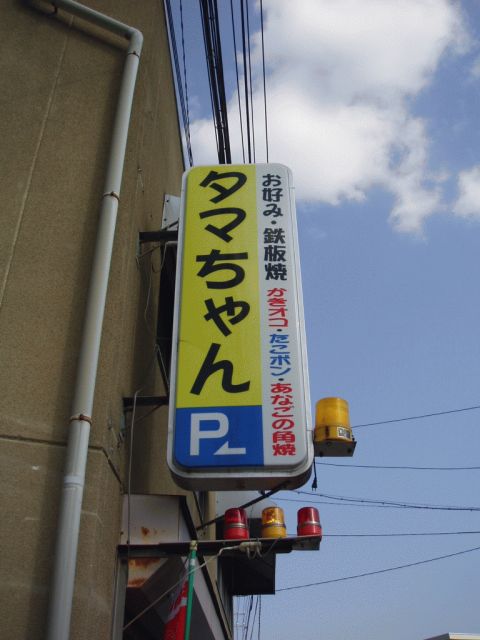 お好み・鉄板焼
かきオコ・たこポン・あなごの角焼
タマちゃん
P